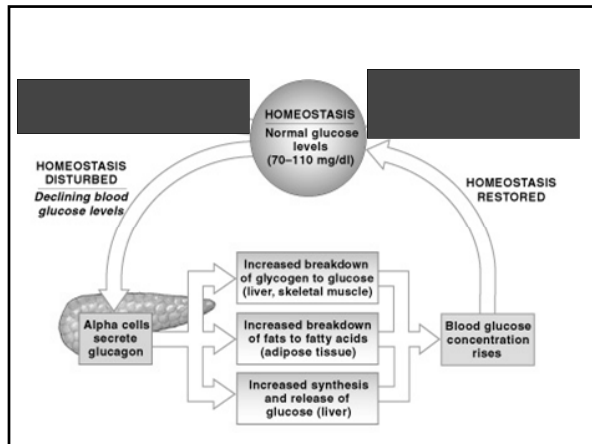 HOMEOSTASIS
Normal glucose
levels
(70–110 mg/dl)
HOMEOSTASIS
DISTURBED
Declining blood
glucose levels
HOMEOSTASIS
RESTORED
Alpha cells
secrete
glucagon
Increased breakdown
of glycogen to glucose
(liver, skeletal muscle)
Increased breakdown
of fats to fatty acids
(adipose tissue)
Increased synthesis
and release of
glucose (liver)
Blood glucose
concentration
rises